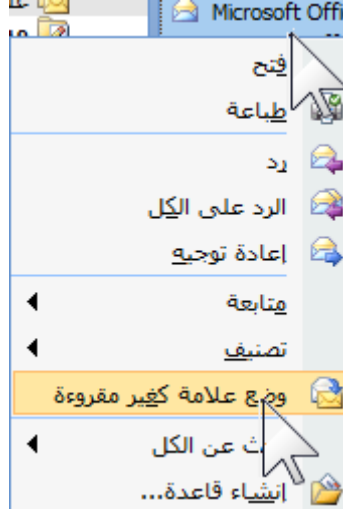 Microsoft Offi
فتح
طباعة
رد
الرد على الكل
إعادة توجيه
متابعة
تصنيف
وضع علامة كغير مقروءة
عن الكل
إنشاء قاعدة...